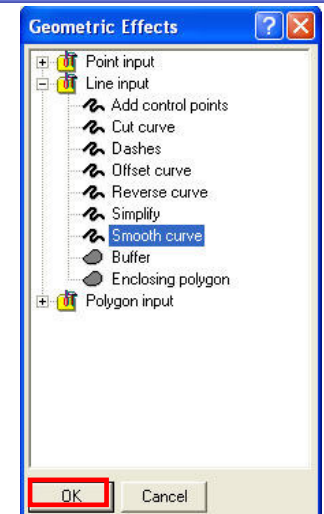 Geometric Effects
Point input
Line input
Add control points
Cut curve
Dashes
Offset curve
Reverse curve
Simplify
Smooth curve
Buffer
Enclosing polygon
Polygon input
OK Cancel